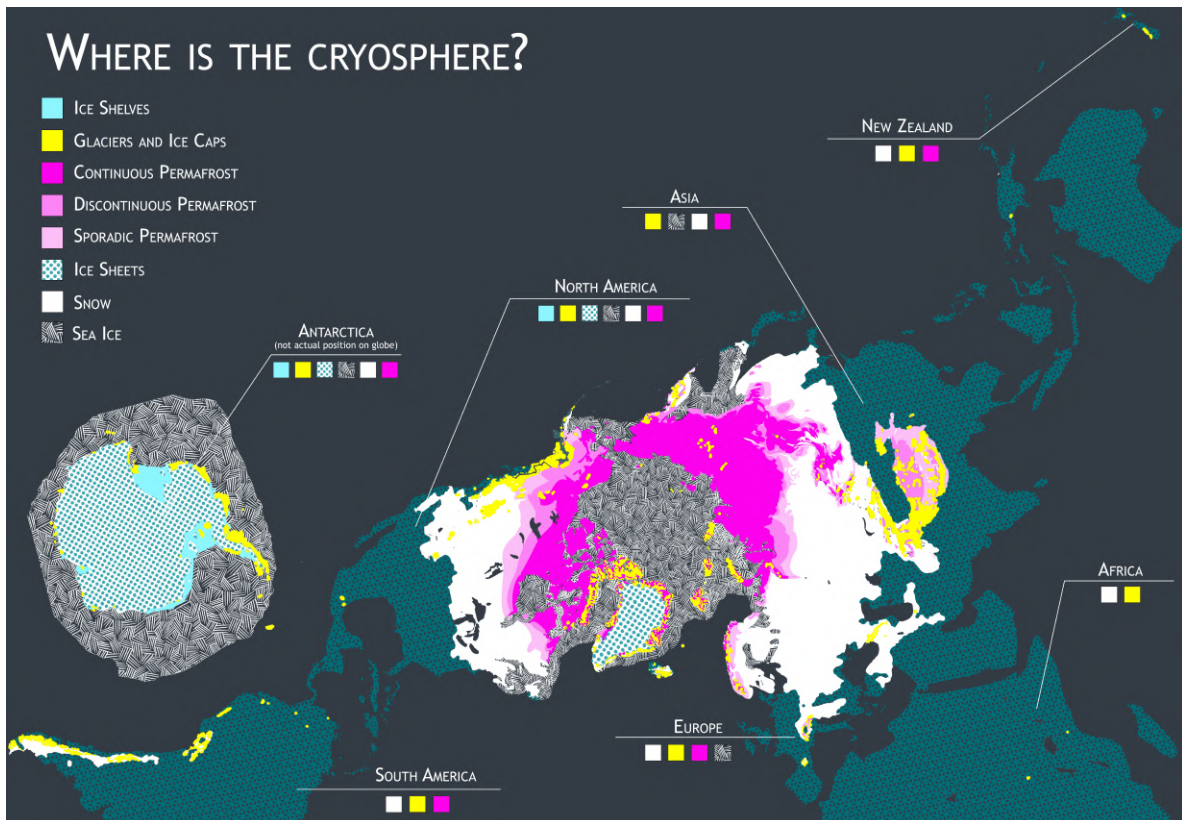 Where is the cryosphere?
Ice Shelves
Glaciers and Ice Caps
Continuous Permafrost
Discontinuous Permafrost
Sporadic Permafrost
Ice Sheets
Snow
Sea Ice
New Zealand
Asia
North America
Antarctica
(not actual position on globe)
Africa
Europe
South America